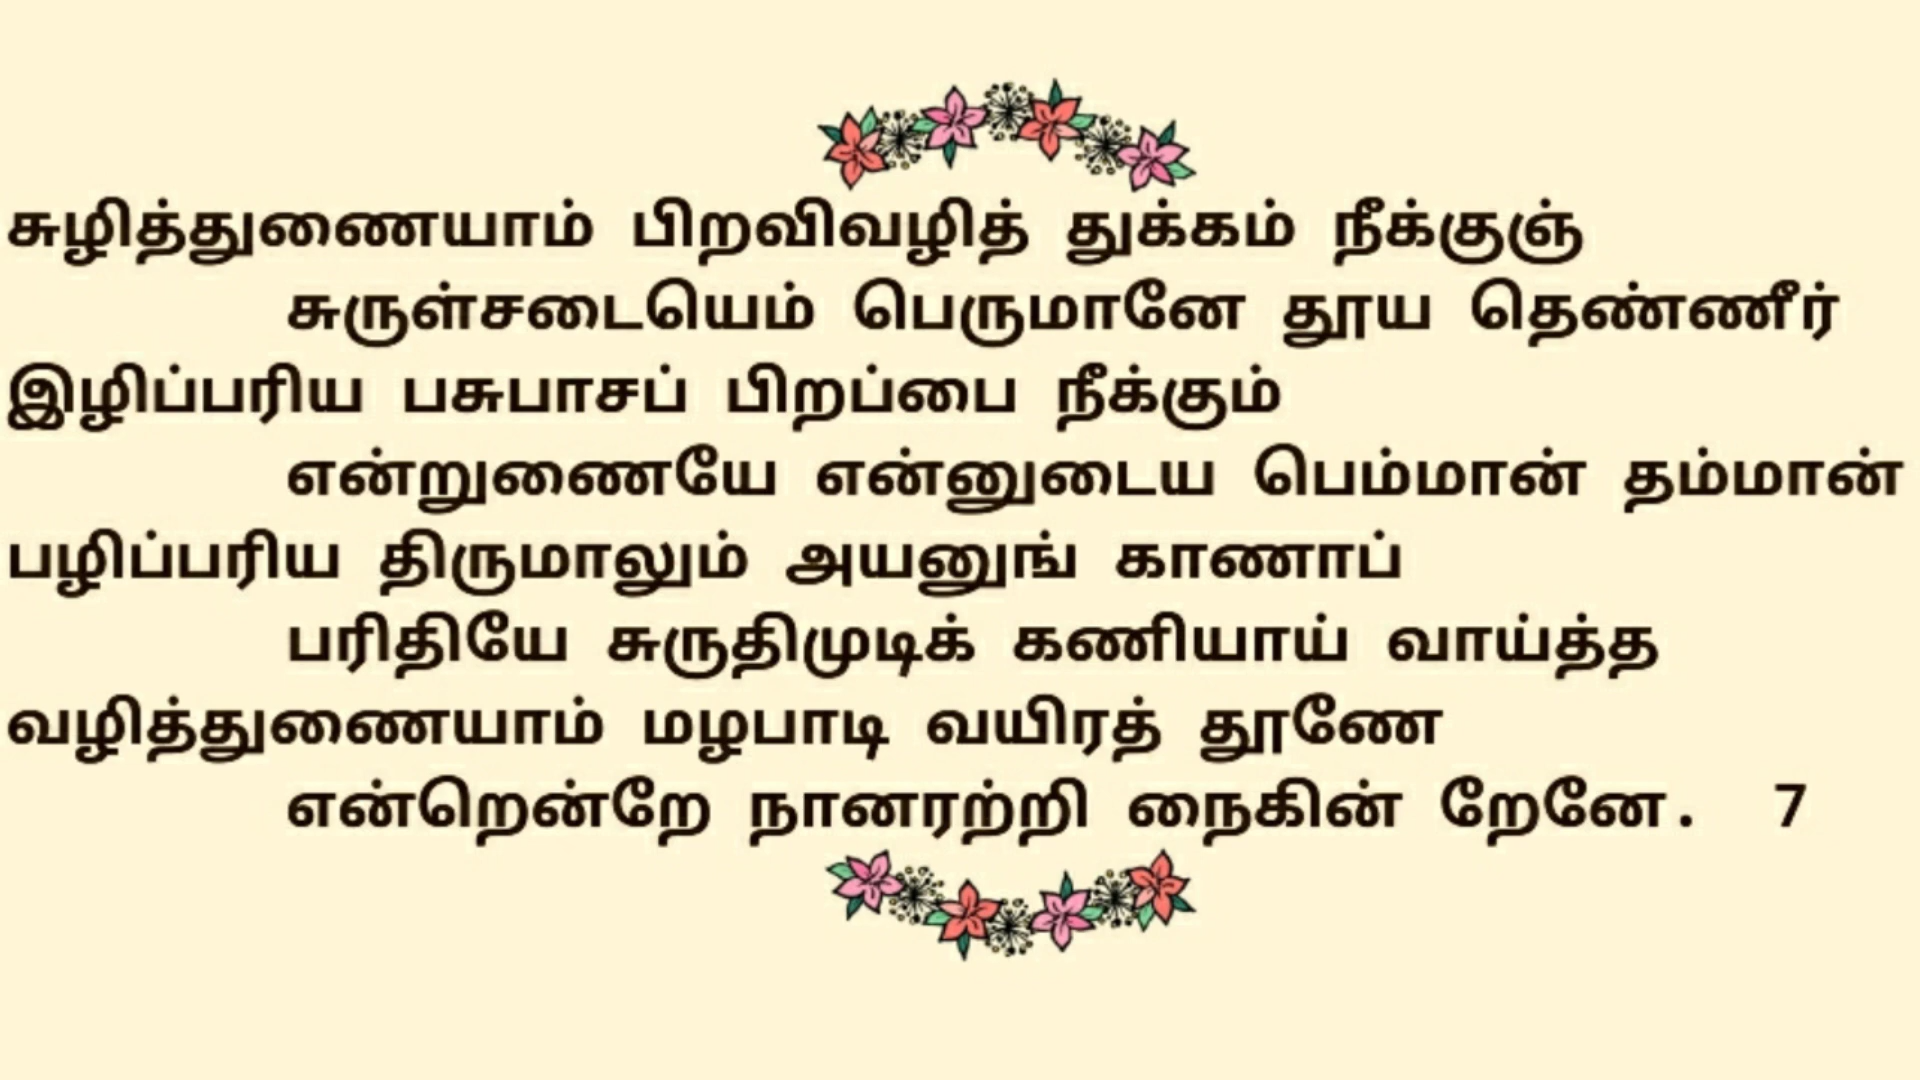 சுழித்துணையாம் பிறவிவழித் துக்கம் நீக்குஞ்
சுருள்சடையெம் பெருமானே தூய தெண்ணீர்
இழிப்பரிய பசுபாசப் பிறப்பை நீக்கும்
என்றுணையே என்னுடைய பெம்மான் தம்மான்
பழிப்பரிய திருமாலும் அயனுங் காணாப்
பரிதியே சுருதிமுடிக் கணியாய் வாய்த்த
வழித்துணையாம் மழபாடி வயிரத் தூணே
என்றென்றே நானரற்றி நைகின் றேனே. 7